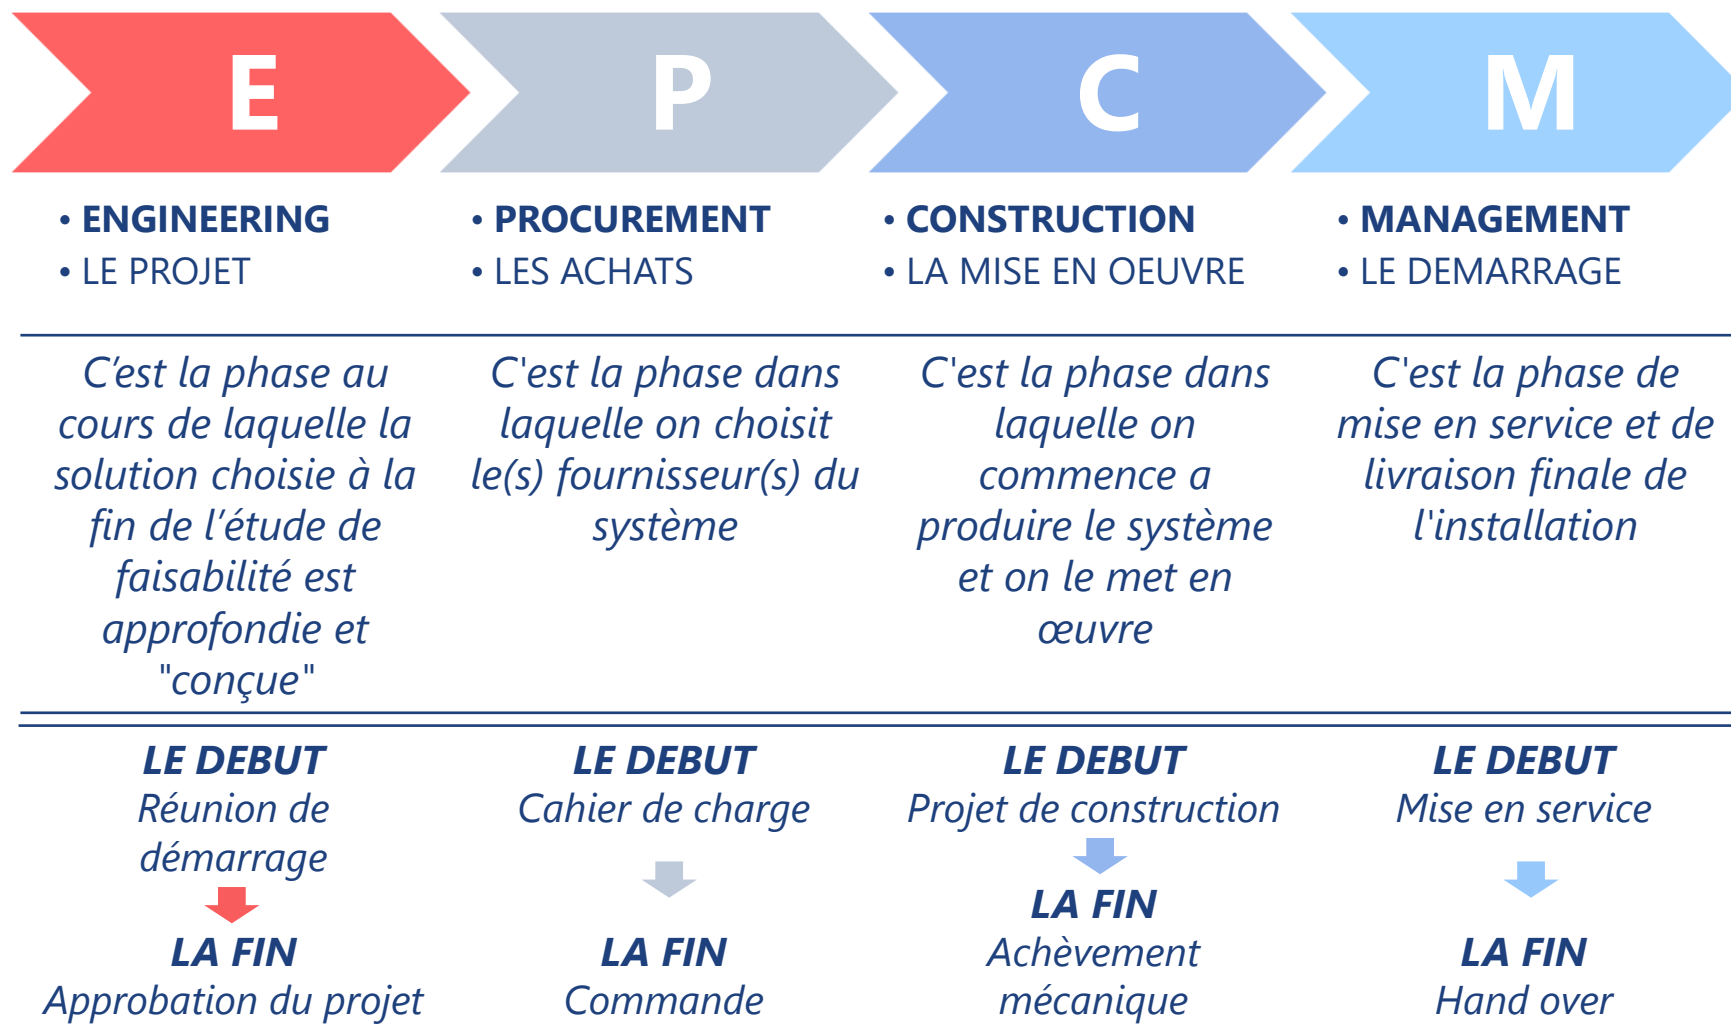 E
P
C
M
• ENGINEERING
• LE PROJET
• PROCUREMENT
• LES ACHATS
• CONSTRUCTION
• LA MISE EN OEUVRE
• MANAGEMENT
• LE DEMARRAGE
C’est la phase au
cours de laquelle la
solution choisie à la
fin de l’étude de
faisabilité est
approfondie et
"conçue"
C'est la phase dans
laquelle on choisit
le(s) fournisseur(s) du
système
C'est la phase dans
laquelle on
commence a
produire le système
et on le met en
œuvre
C'est la phase de
mise en service et de
livraison finale de
l'installation
LE DEBUT
Réunion de
démarrage
LA FIN
Approbation du projet
LE DEBUT
Cahier de charge
LA FIN
Commande
LE DEBUT
Projet de construction
LA FIN
Achèvement
mécanique
LE DEBUT
Mise en service
LA FIN
Hand over